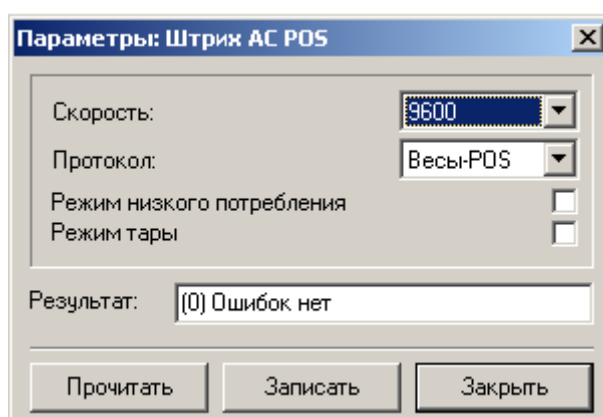 Параметры: Штрих АС POS
Скорость: 9600
Протокол: Весы-POS
Режим низкого потребления
Режим тары
Результат: (0) Ошибок нет
Прочитать Записать Закрыть